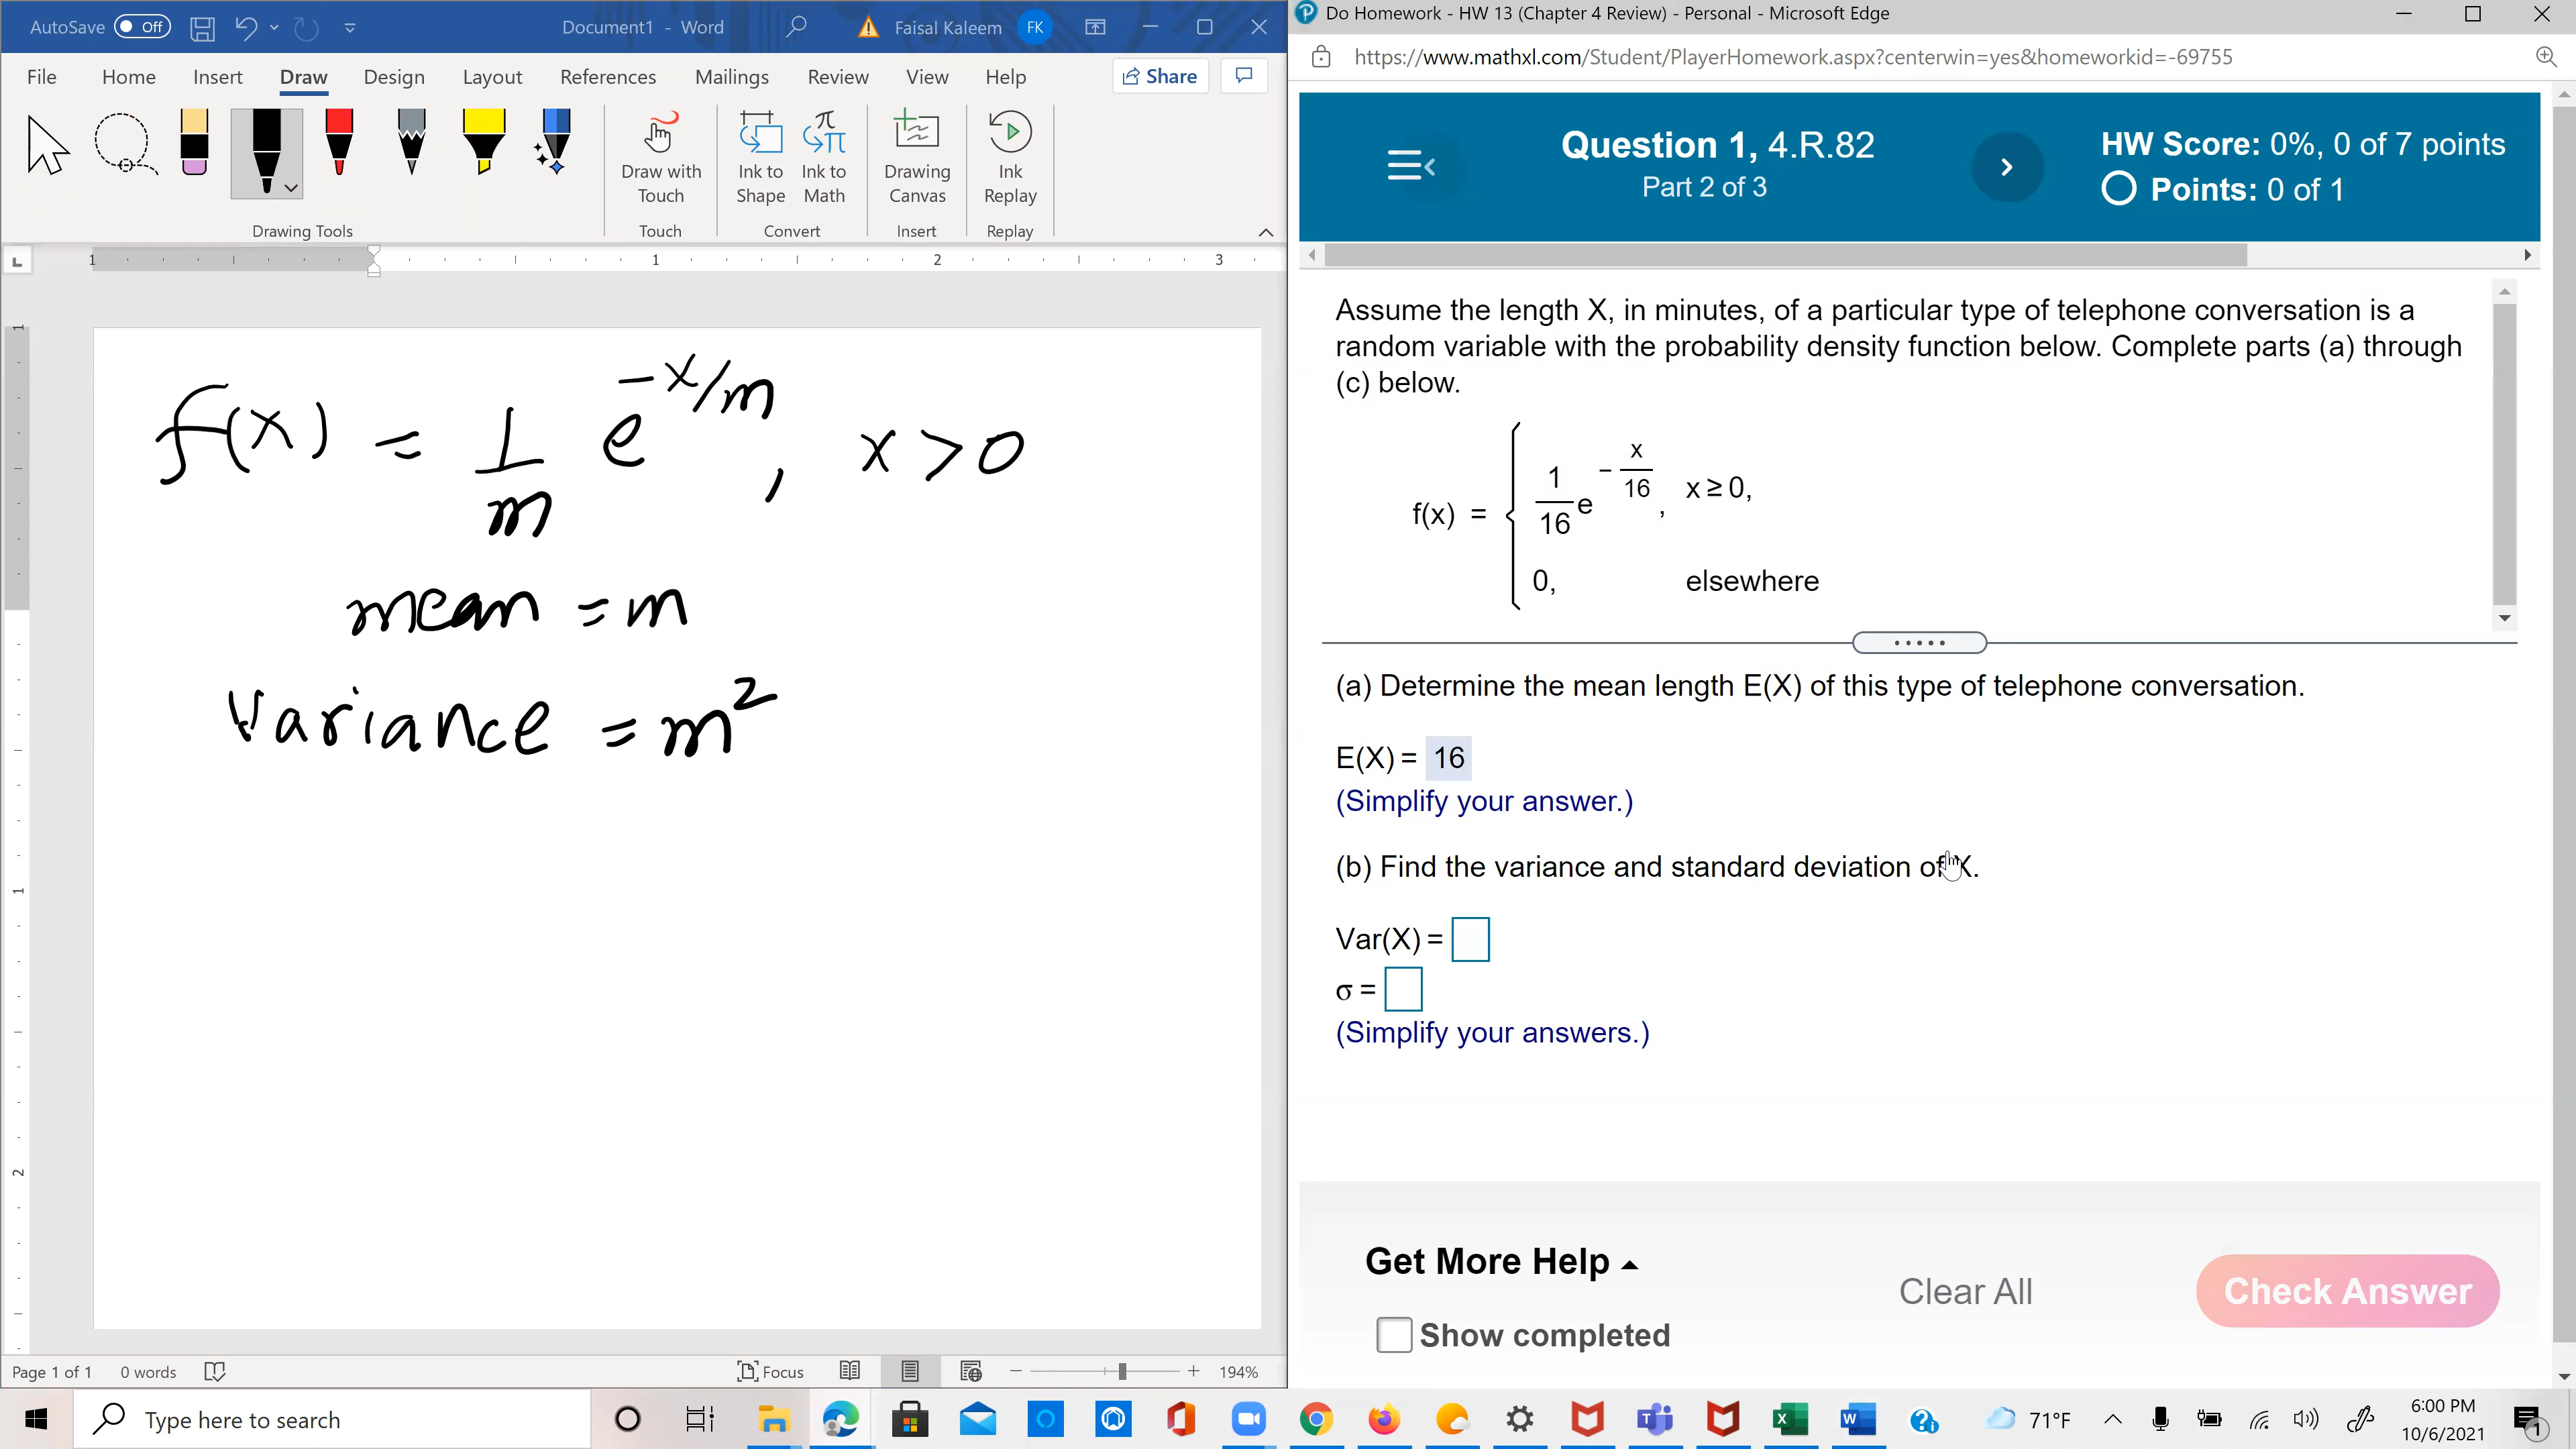 AutoSave Off
Document1 - Word
Faisal Kaleem FK
File Home Insert Draw Design Layout References Mailings Review View Help Share
Draw with Touch
Ink to Shape
Ink to Math
Drawing Canvas
Ink Replay
Drawing Tools Touch Convert Insert Replay
1 1 2 3
f(x) = 1/m e^{-x/m}, x > 0
mean = m
Variance = m²
Page 1 of 1 0 words Focus 194%
Do Homework - HW 13 (Chapter 4 Review) - Personal - Microsoft Edge
https://www.mathxl.com/Student/PlayerHomework.aspx?centerwin=yes&homeworkid=-69755
Question 1, 4.R.82
Part 2 of 3
HW Score: 0%, 0 of 7 points
Points: 0 of 1
Assume the length X, in minutes, of a particular type of telephone conversation is a
random variable with the probability density function below. Complete parts (a) through
(c) below.
f(x) = { 1/16 e^{-x/16}, x ≥ 0,
0, elsewhere
(a) Determine the mean length E(X) of this type of telephone conversation.
E(X) = 16
(Simplify your answer.)
(b) Find the variance and standard deviation of X.
Var(X) =
σ =
(Simplify your answers.)
Get More Help
Clear All
Check Answer
Show completed
Type here to search
71°F
6:00 PM
10/6/2021
1